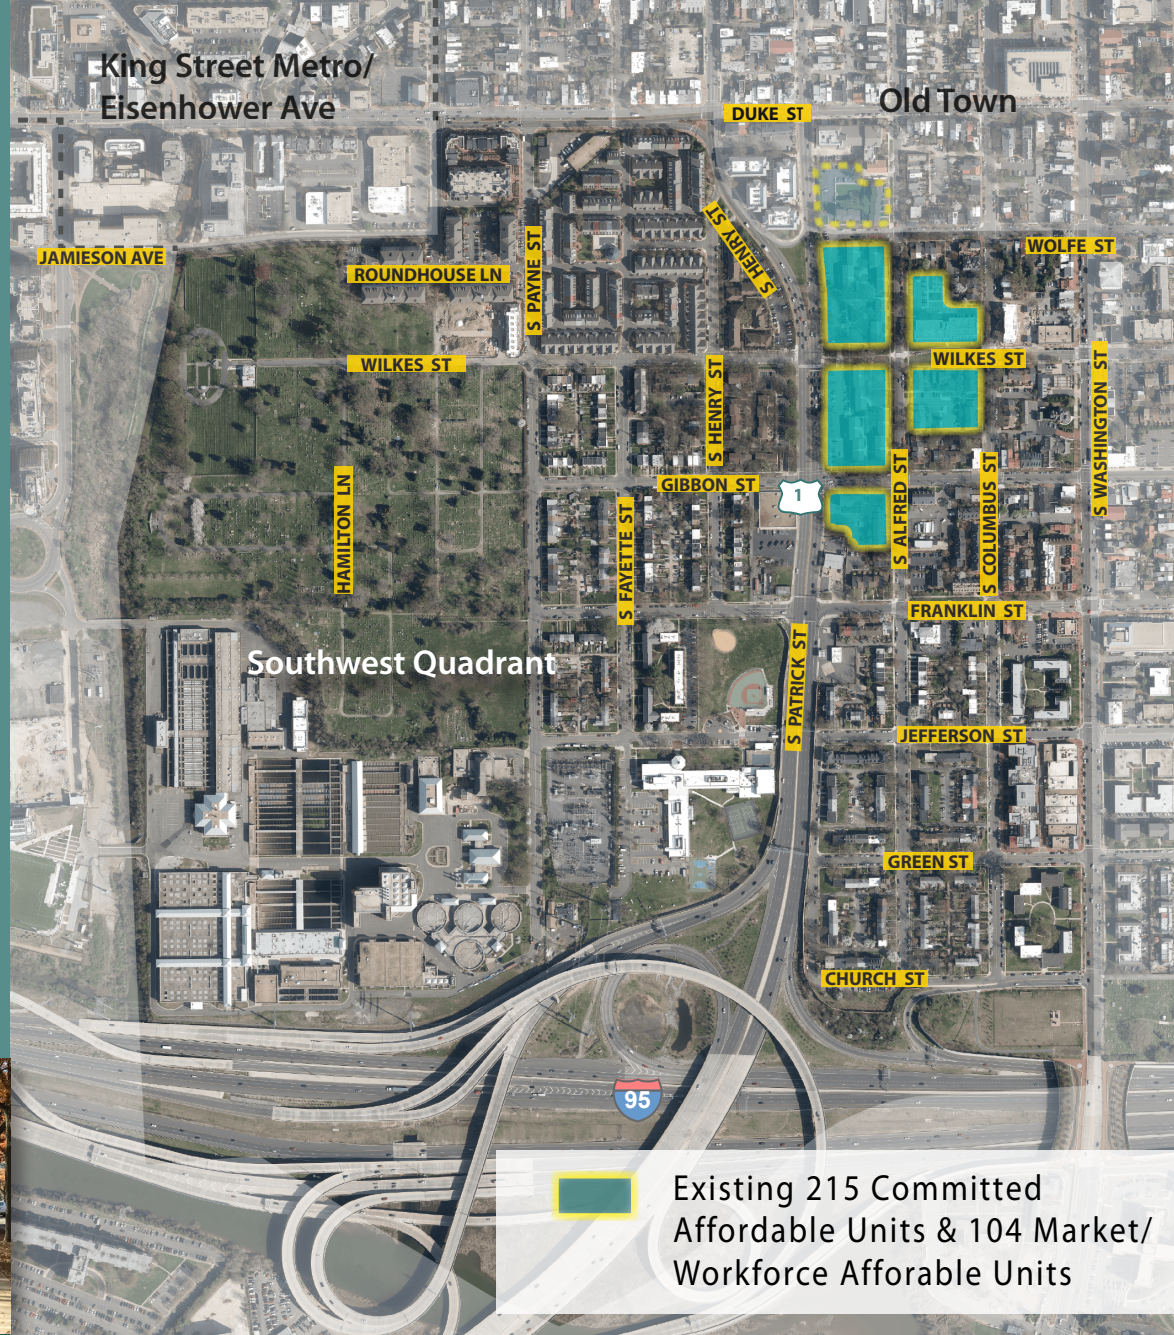 King Street Metro/
Eisenhower Ave
Old Town
DUKE ST
JAMIESON AVE
ROUNDHOUSE LN
S PAYNE ST
S HENRY ST
WOLFE ST
WILKES ST
WILKES ST
S HENRY ST
S WASHINGTON ST
HAMILTON LN
GIBBON ST
1
S ALFRED ST
S COLUMBUS ST
S FAYETTE ST
FRANKLIN ST
Southwest Quadrant
S PATRICK ST
JEFFERSON ST
GREEN ST
CHURCH ST
95
Existing 215 Committed
Affordable Units & 104 Market/
Workforce Afforable Units